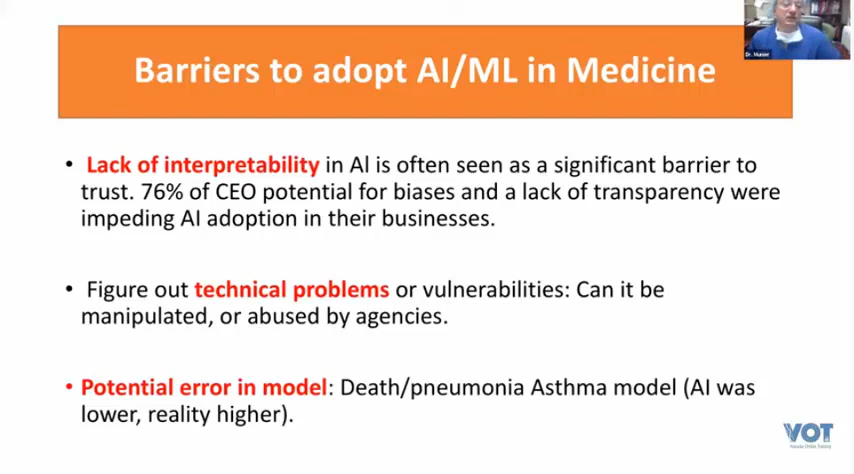 Barriers to adopt AI/ML in Medicine
Dr. Munier
• Lack of interpretability in AI is often seen as a significant barrier to
trust. 76% of CEO potential for biases and a lack of transparency were
impeding AI adoption in their businesses.
• Figure out technical problems or vulnerabilities: Can it be
manipulated, or abused by agencies.
• Potential error in model: Death/pneumonia Asthma model (AI was
lower, reality higher).
VOT